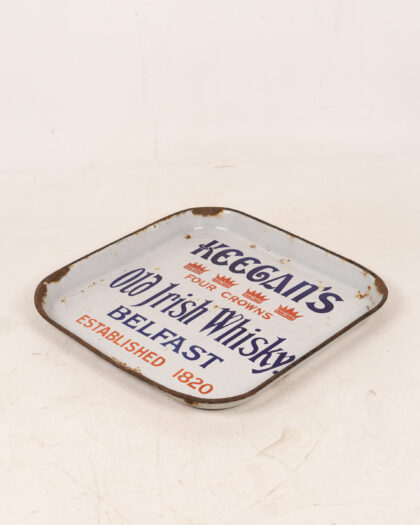 KEEGAN'S
FOUR CROWNS
Old Irish Whisky,
BELFAST
ESTABLISHED 1820